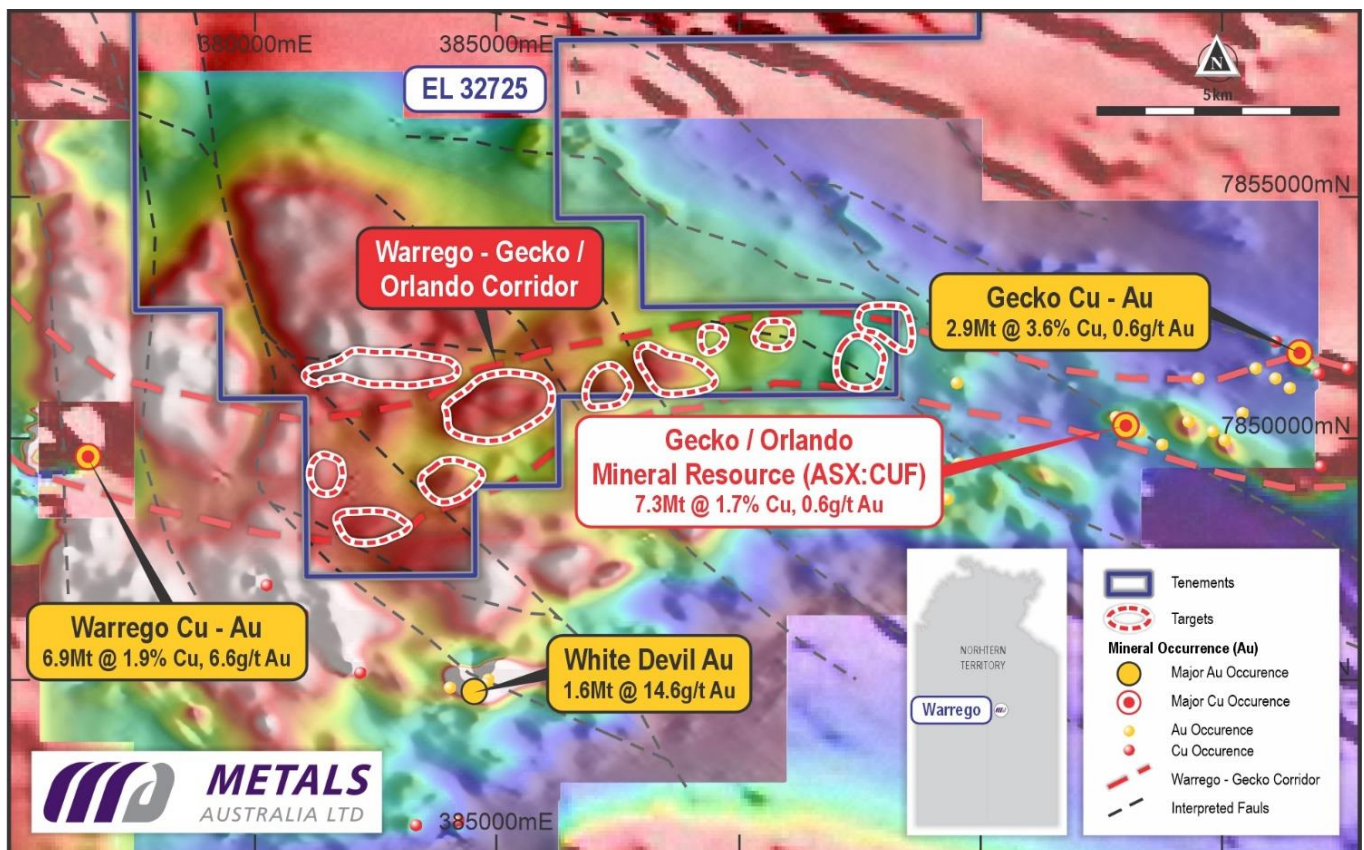 380000mE
385000mE
EL 32725
N
5km
7855000mN
Warrego - Gecko /
Orlando Corridor
Gecko Cu - Au
2.9Mt @ 3.6% Cu, 0.6g/t Au
7850000mN
Gecko / Orlando
Mineral Resource (ASX:CUF)
7.3Mt @ 1.7% Cu, 0.6g/t Au
Warrego Cu - Au
6.9Mt @ 1.9% Cu, 6.6g/t Au
White Devil Au
1.6Mt @ 14.6g/t Au
NORHTERN
TERRITORY
Warrego
Tenements
Targets
Mineral Occurrence (Au)
Major Au Occurence
Major Cu Occurence
Au Occurence
Cu Occurence
Warrego - Gecko Corridor
Interpreted Fauls
METALS
AUSTRALIA LTD
385000mE